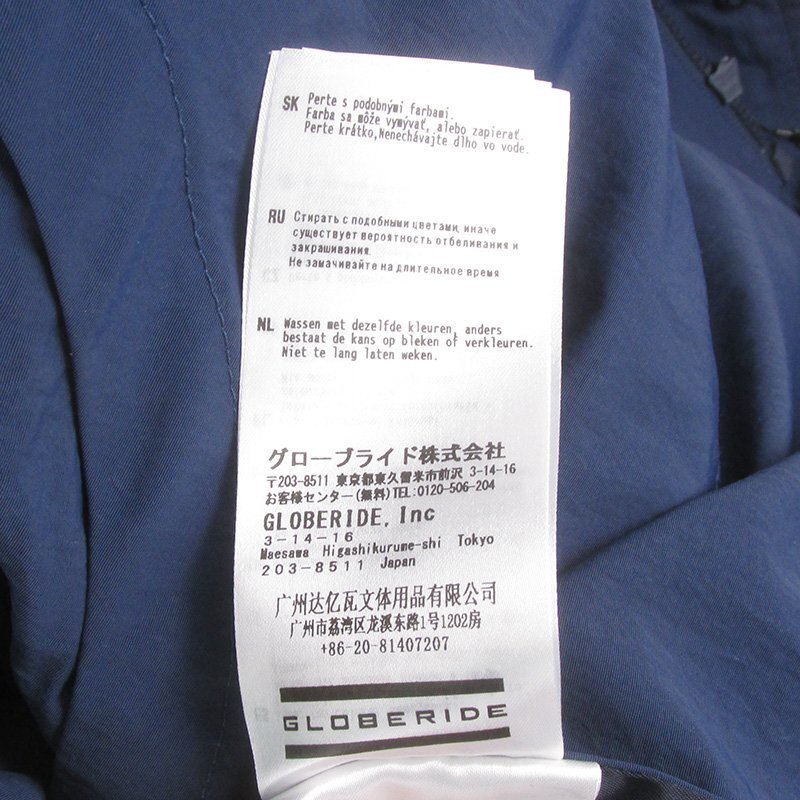 SK Perte s podobnými farbami.
Farba sa môže vymývať, alebo zapierať.
Perte krátko,Nenechávajte dlho vo vode.
RU Стирать с подобными цветами, иначе
существует вероятность отбеливания и
закрашивания.
Не замачивайте на длительное время
NL Wassen met dezelfde kleuren, anders
bestaat de kans op bleken of verkleuren.
Niet te lang laten weken.
グローブライド株式会社
〒203-8511 東京都東久留米市前沢 3-14-16
お客様センター(無料)TEL:0120-506-204
GLOBERIDE, Inc
3-14-16
Maesawa Higashikurume-shi Tokyo
203-8511 Japan
广州达亿瓦文体用品有限公司
广州市荔湾区龙溪东路1号1202房
+86-20-81407207
GLOBERIDE